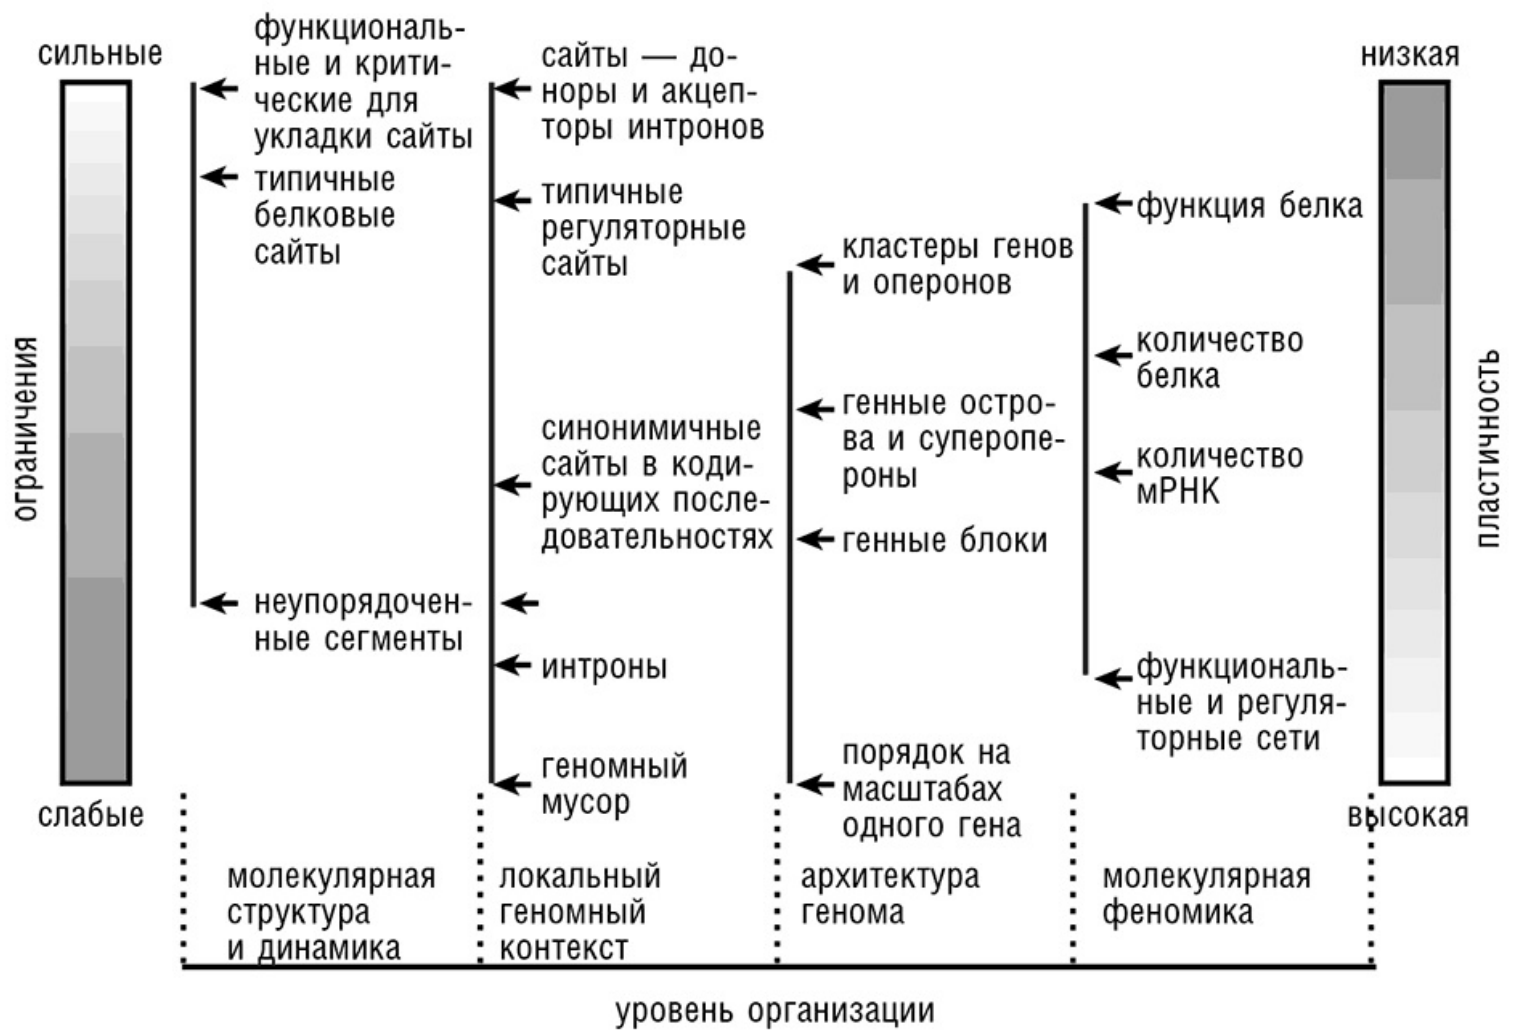 сильные
слабые
ограничения
функциональ-
ные и крити-
ческие для
укладки сайты
типичные
белковые
сайты
неупорядочен-
ные сегменты
сайты — до-
норы и акцеп-
торы интронов
типичные
регуляторные
сайты
синонимичные
сайты в коди-
рующих после-
довательностях
интроны
геномный
мусор
кластеры генов
и оперонов
генные остро-
ва и суперопе-
роны
генные блоки
порядок на
масштабах
одного гена
функция белка
количество
белка
количество
мРНК
функциональ-
ные и регуля-
торные сети
низкая
высокая
пластичность
молекулярная
структура
и динамика
локальный
геномный
контекст
архитектура
генома
молекулярная
феномика
уровень организации